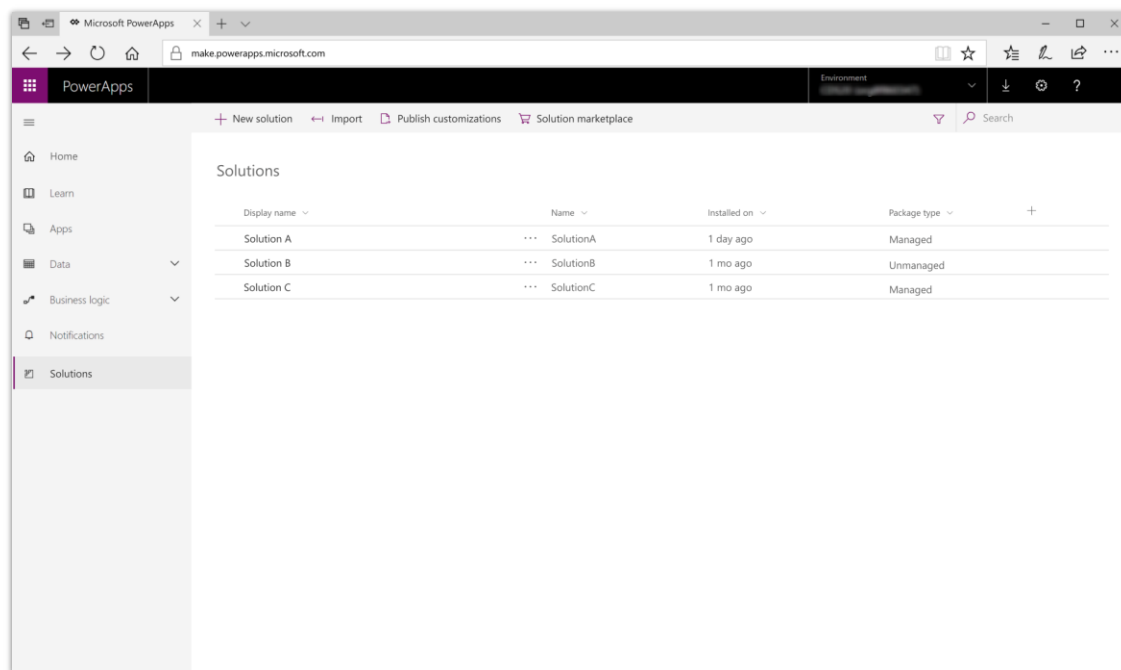 Microsoft PowerApps
make.powerapps.microsoft.com
PowerApps
Environment
?
New solution Import Publish customizations Solution marketplace Search
Home
Learn
Apps
Data
Business logic
Notifications
Solutions
Solutions
Display name Name Installed on Package type
Solution A ... SolutionA 1 day ago Managed
Solution B ... SolutionB 1 mo ago Unmanaged
Solution C ... SolutionC 1 mo ago Managed